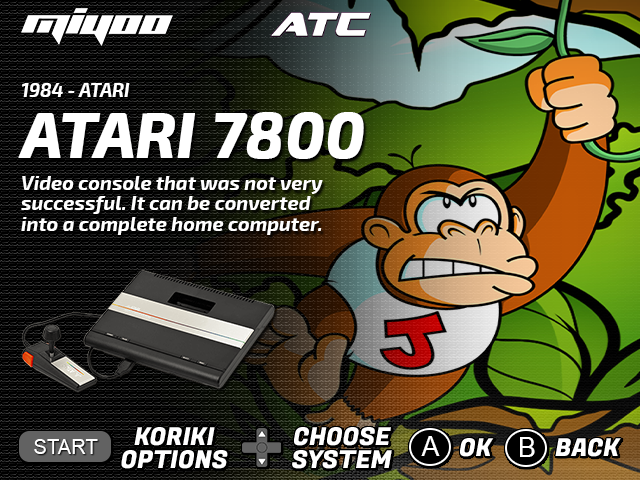 miyoo
ATC
1984 - ATARI
ATARI 7800
Video console that was not very
successful. It can be converted
into a complete home computer.
J
START
KORIKI
OPTIONS
CHOOSE
SYSTEM
A
OK
B
BACK